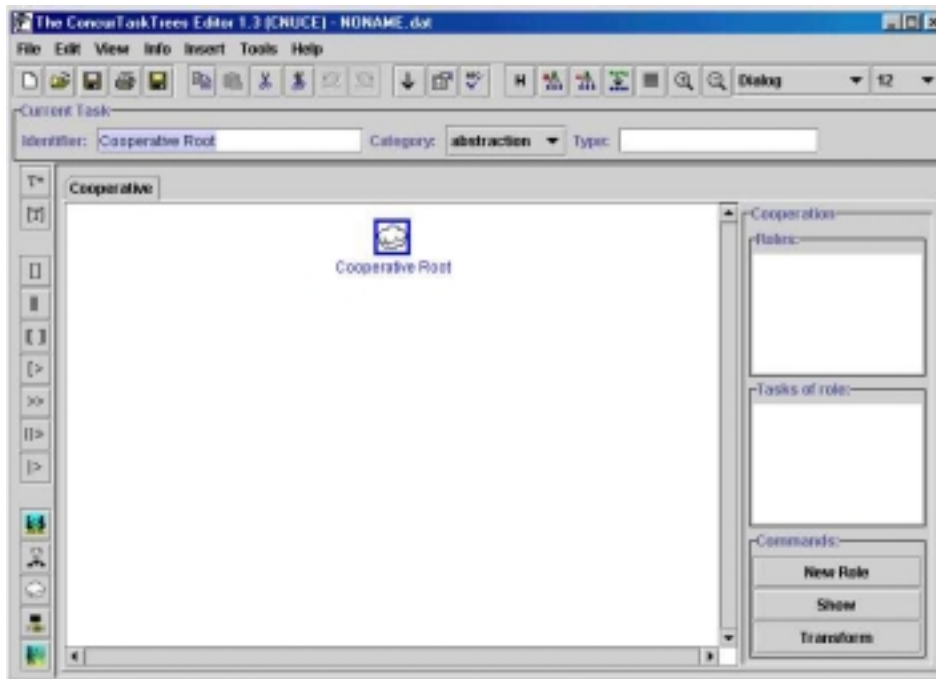 The ConcurTaskTrees Editor 1.3 (CNUCE) - NONAME.dat
File Edit View Info Insert Tools Help
H Dialog 12
Current Task
Identifier: Cooperative Root Category: abstraction Type:
T*
[T]
Cooperative
Cooperative Root
[]
[>
>>
[]>
|>
Cooperation
Roles:
Tasks of role:
Commands:
New Role
Show
Transform